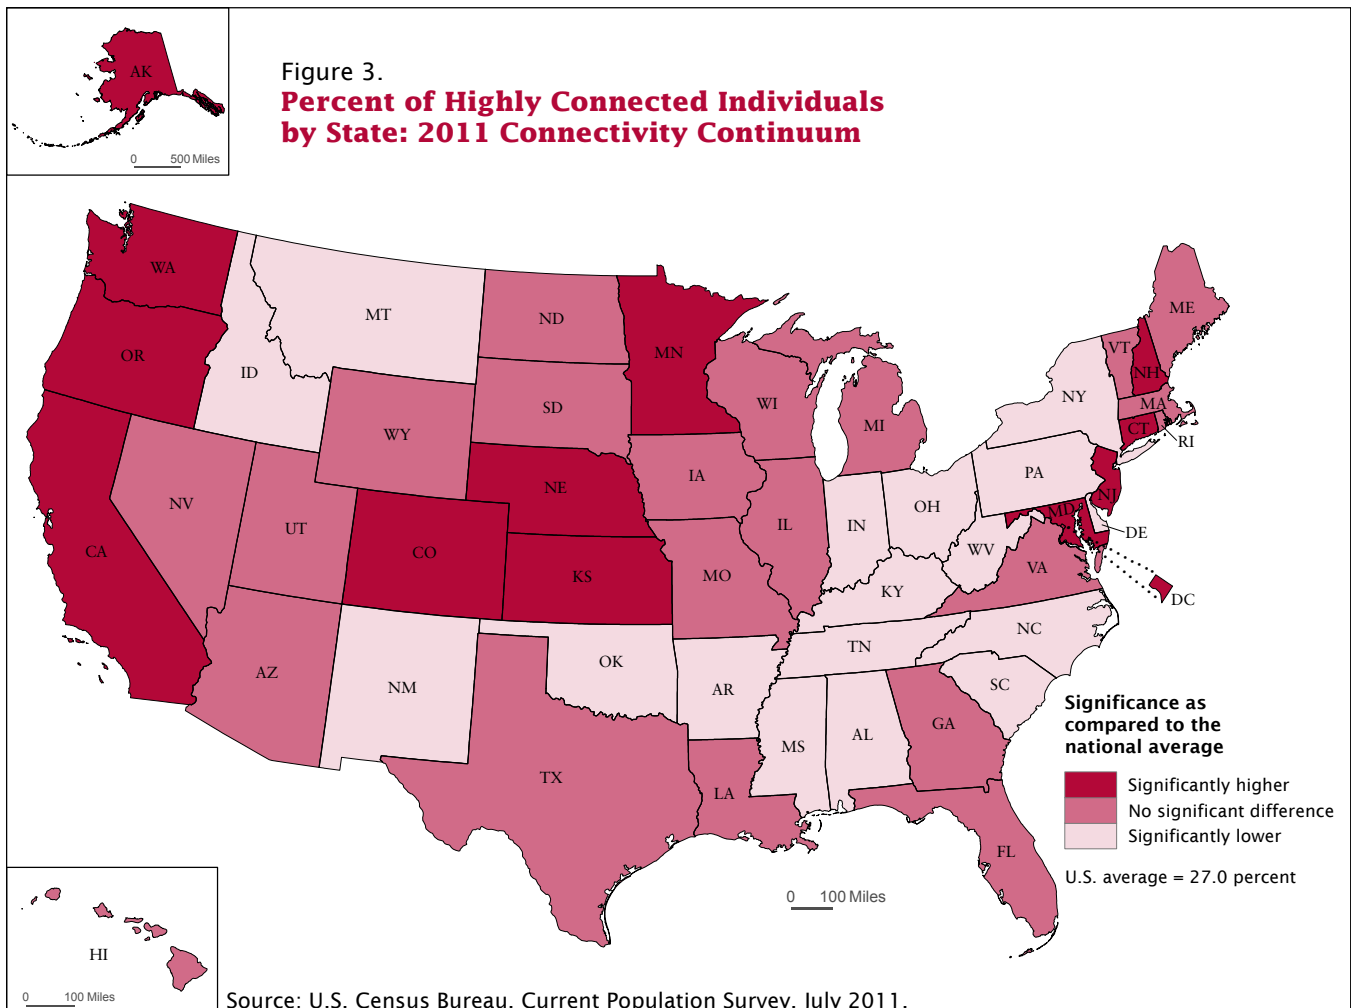 AK
0 500 Miles
Figure 3.
Percent of Highly Connected Individuals
by State: 2011 Connectivity Continuum
WA
MT
ND
MN
ME
OR
ID
SD
WI
MI
VT
NH
NY
MA
CT
RI
WY
IA
NE
PA
NJ
NV
UT
CO
KS
IL
IN
OH
MD
DE
CA
MO
WV
VA
KY
DC
AZ
NM
OK
AR
TN
NC
SC
MS
AL
GA
TX
LA
FL
Significance as
compared to the
national average
Significantly higher
No significant difference
Significantly lower
U.S. average = 27.0 percent
0 100 Miles
HI
0 100 Miles
Source: U.S. Census Bureau, Current Population Survey, July 2011.